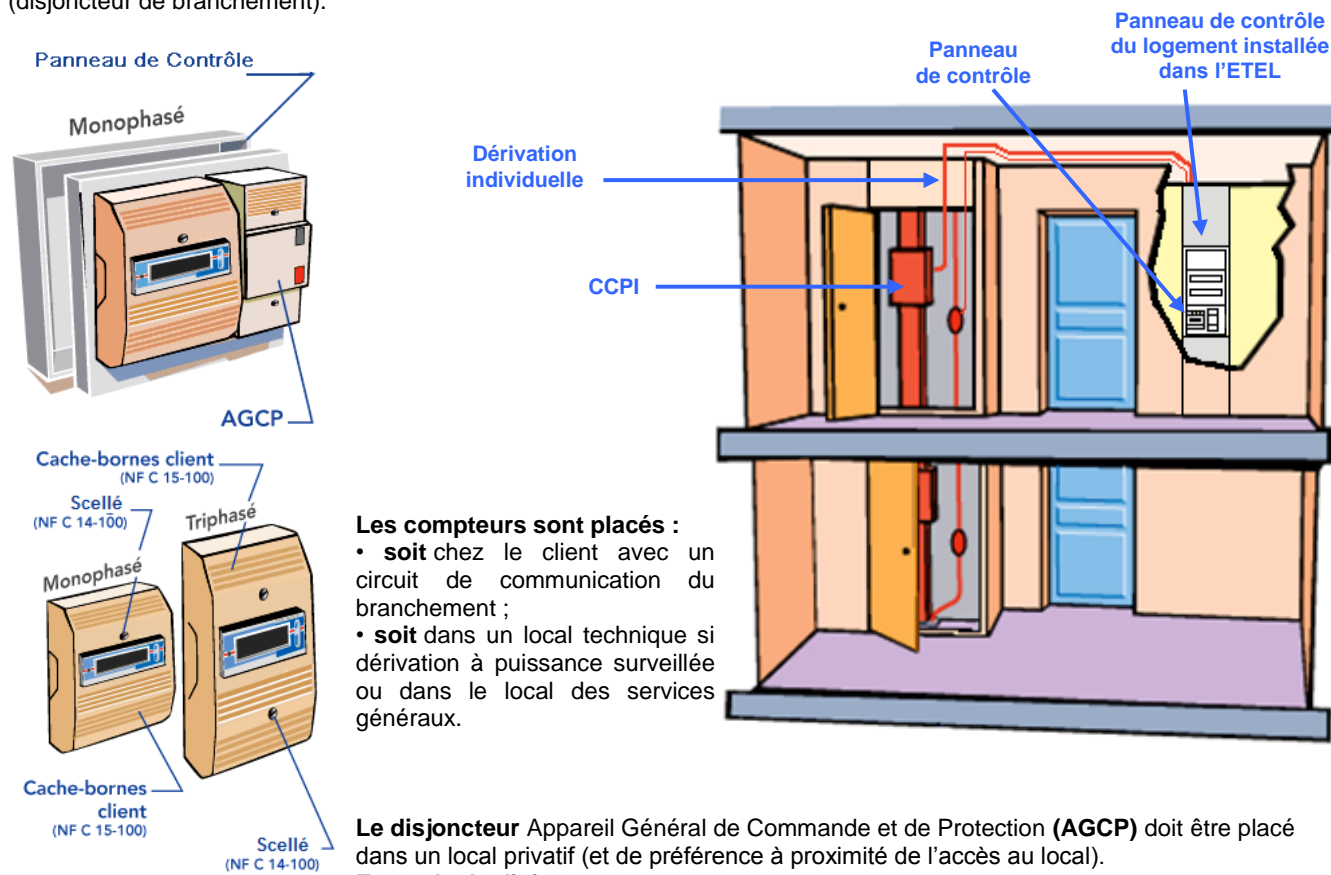 (disjoncteur de branchement).
Panneau de Contrôle
Monophasé
AGCP
Panneau de contrôle
du logement installée
dans l’ETEL
Panneau
de contrôle
Dérivation
individuelle
CCPI
Cache-bornes client
(NF C 15-100)
Scellé
(NF C 14-100)
Triphasé
Monophasé
Cache-bornes
client
(NF C 15-100)
Scellé
(NF C 14-100)
Les compteurs sont placés :
• soit chez le client avec un
circuit de communication du
branchement ;
• soit dans un local technique si
dérivation à puissance surveillée
ou dans le local des services
généraux.
Le disjoncteur Appareil Général de Commande et de Protection (AGCP) doit être placé
dans un local privatif (et de préférence à proximité de l’accès au local).